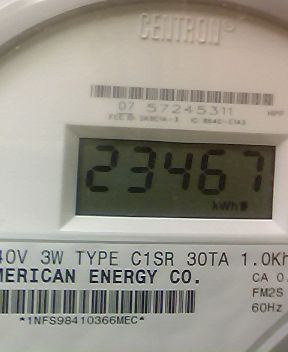 CENTRON®
07 57245311
23467
kWh
40V 3W TYPE C1SR 30TA 1.0Kh
MERICAN ENERGY CO.
CA 0.
FM2S
60Hz
*1NFS98410366MEC*